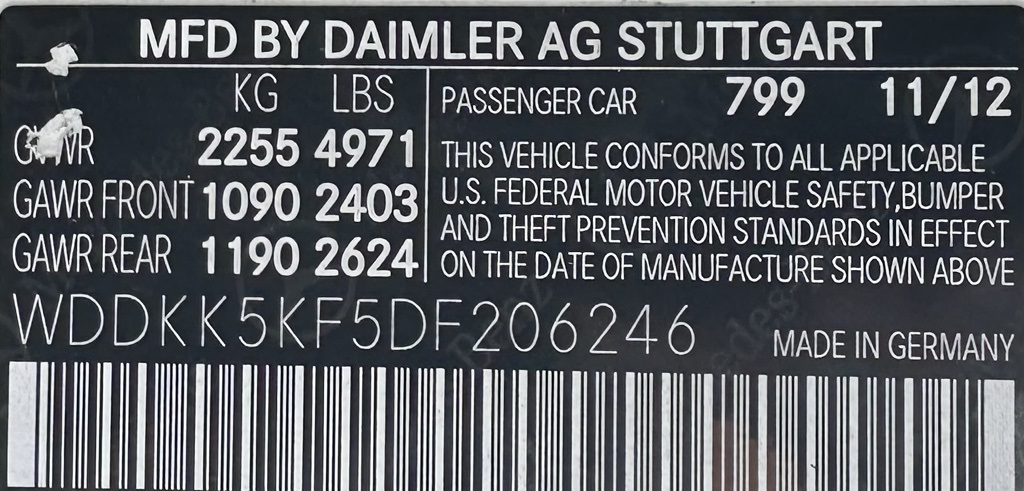 MFD BY DAIMLER AG STUTTGART
KG LBS
GVWR 2255 4971
GAWR FRONT 1090 2403
GAWR REAR 1190 2624
PASSENGER CAR 799 11/12
THIS VEHICLE CONFORMS TO ALL APPLICABLE
U.S. FEDERAL MOTOR VEHICLE SAFETY,BUMPER
AND THEFT PREVENTION STANDARDS IN EFFECT
ON THE DATE OF MANUFACTURE SHOWN ABOVE
WDDKK5KF5DF206246
MADE IN GERMANY